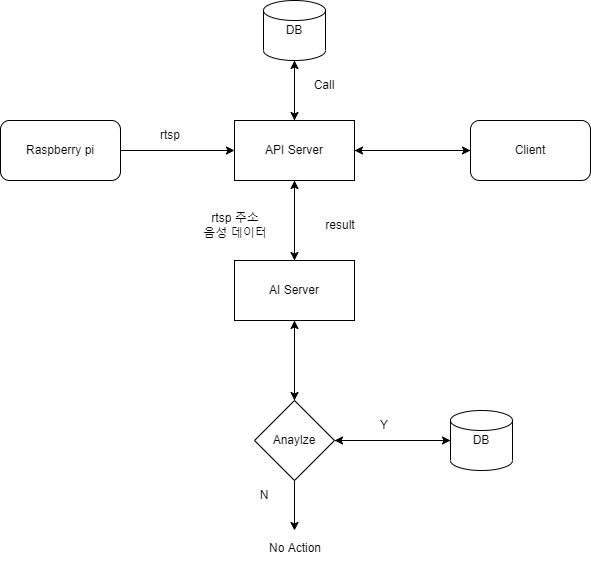 DB
Call
rtsp
Raspberry pi
API Server
Client
rtsp 주소
음성 데이터
result
AI Server
Y
Anaylze
DB
N
No Action